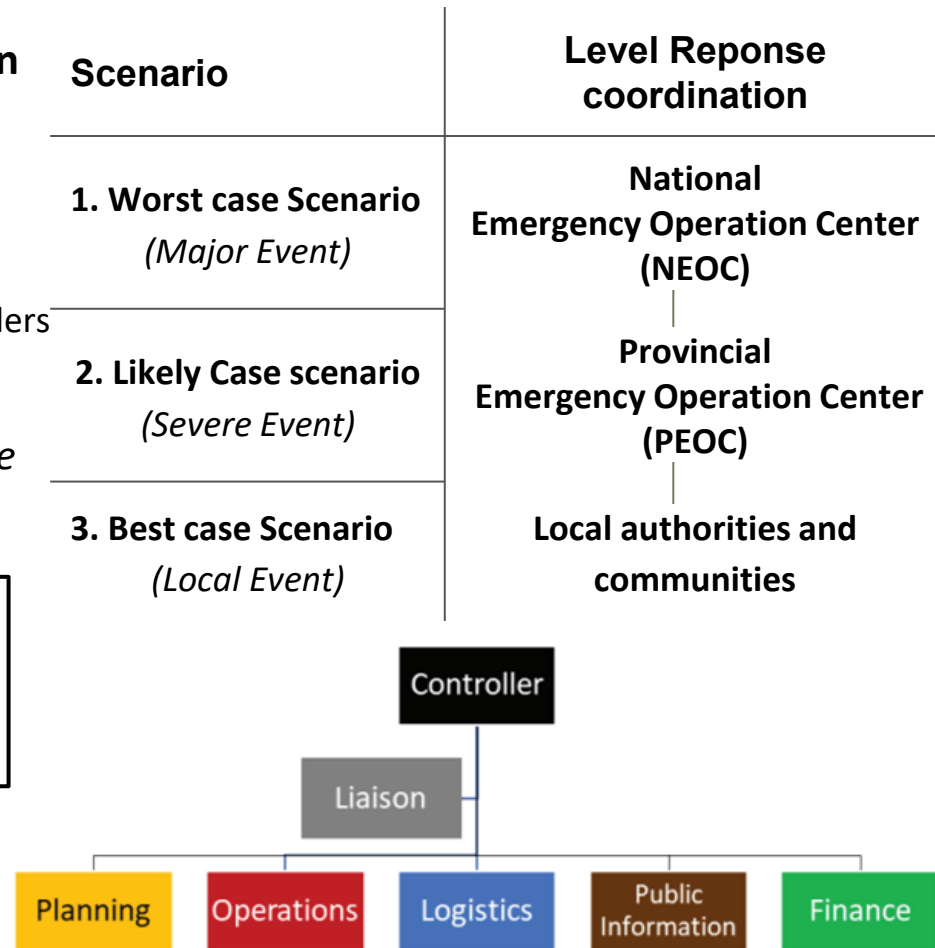 n
Scenario
Level Reponse
coordination
1. Worst case Scenario
(Major Event)
National
Emergency Operation Center
(NEOC)
lers
2. Likely Case scenario
(Severe Event)
Provincial
Emergency Operation Center
(PEOC)
e
3. Best case Scenario
(Local Event)
Local authorities and
communities
Controller
Liaison
Planning
Operations
Logistics
Public
Information
Finance